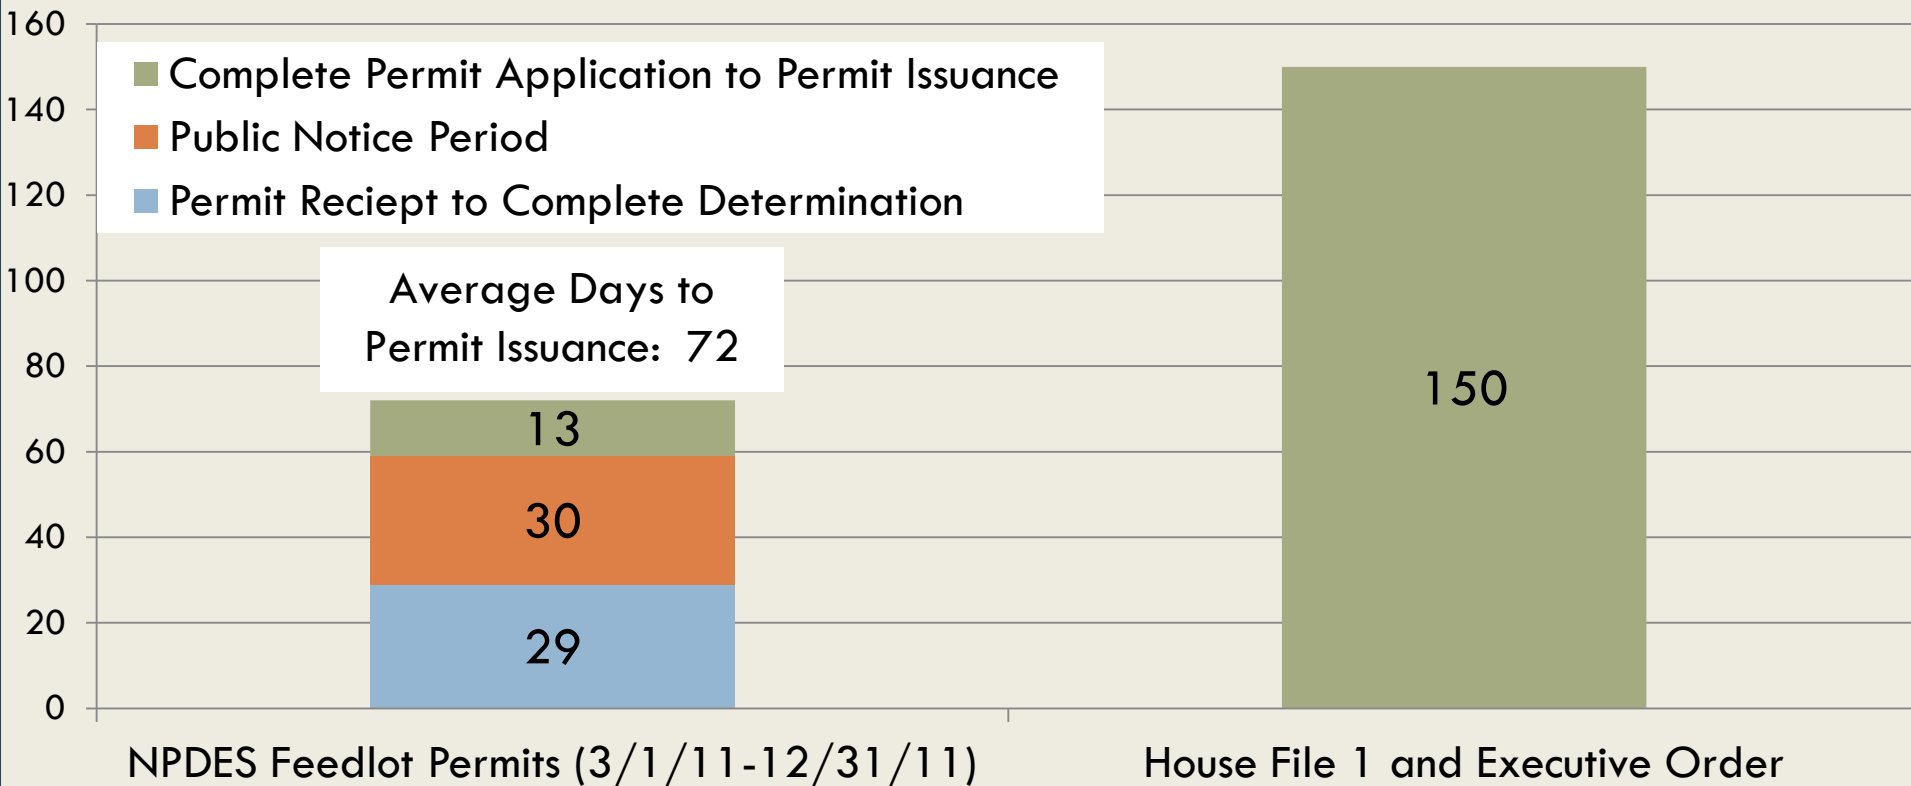 160
140
120
100
80
60
40
20
0
Complete Permit Application to Permit Issuance
Public Notice Period
Permit Reciept to Complete Determination
Average Days to
Permit Issuance: 72
13
30
29
150
NPDES Feedlot Permits (3/1/11-12/31/11)
House File 1 and Executive Order